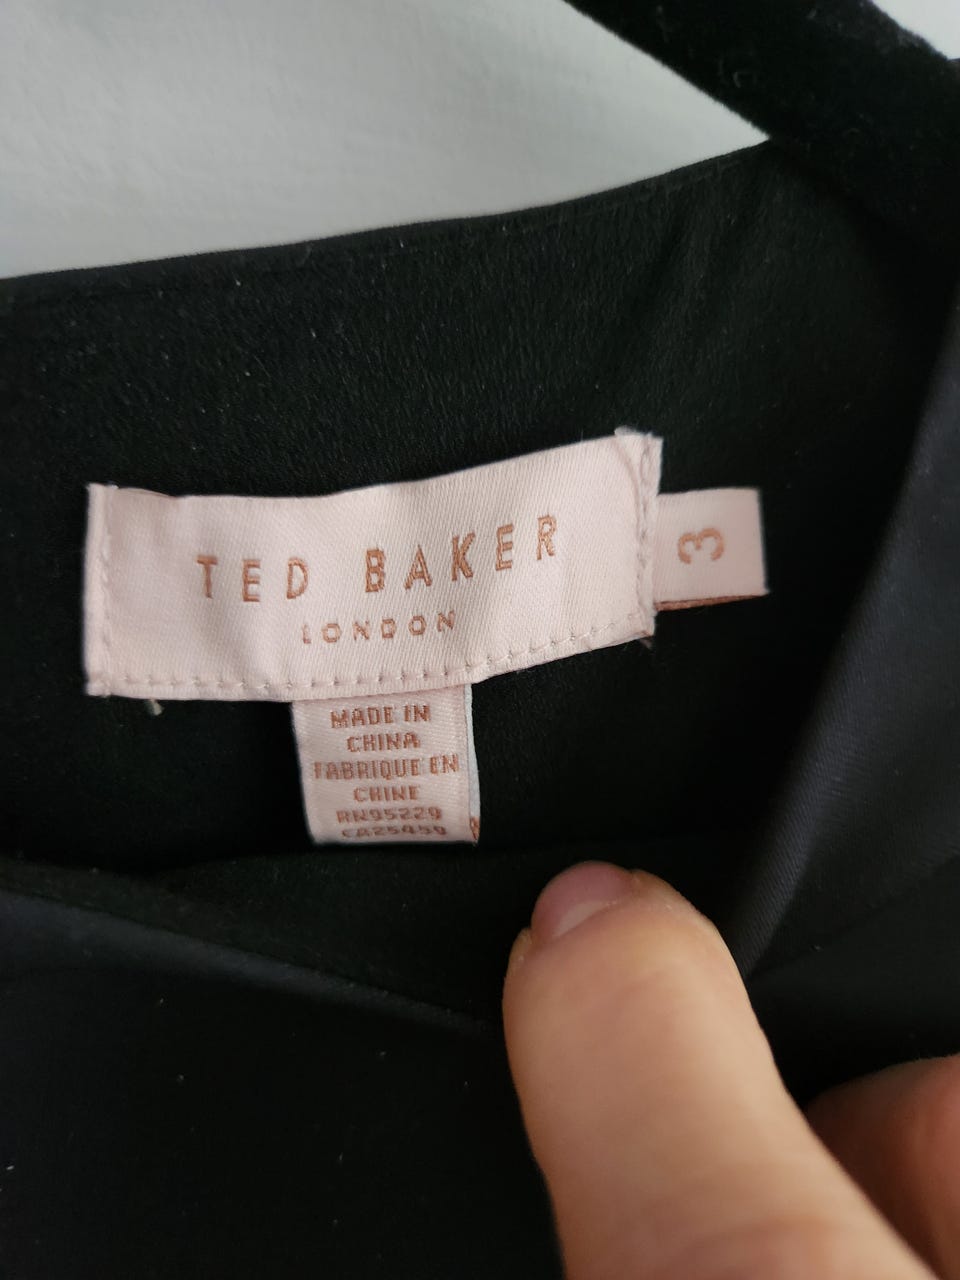 TED BAKER
LONDON
3
MADE IN
CHINA
FABRIQUE EN
CHINE
RN95229
CA25459